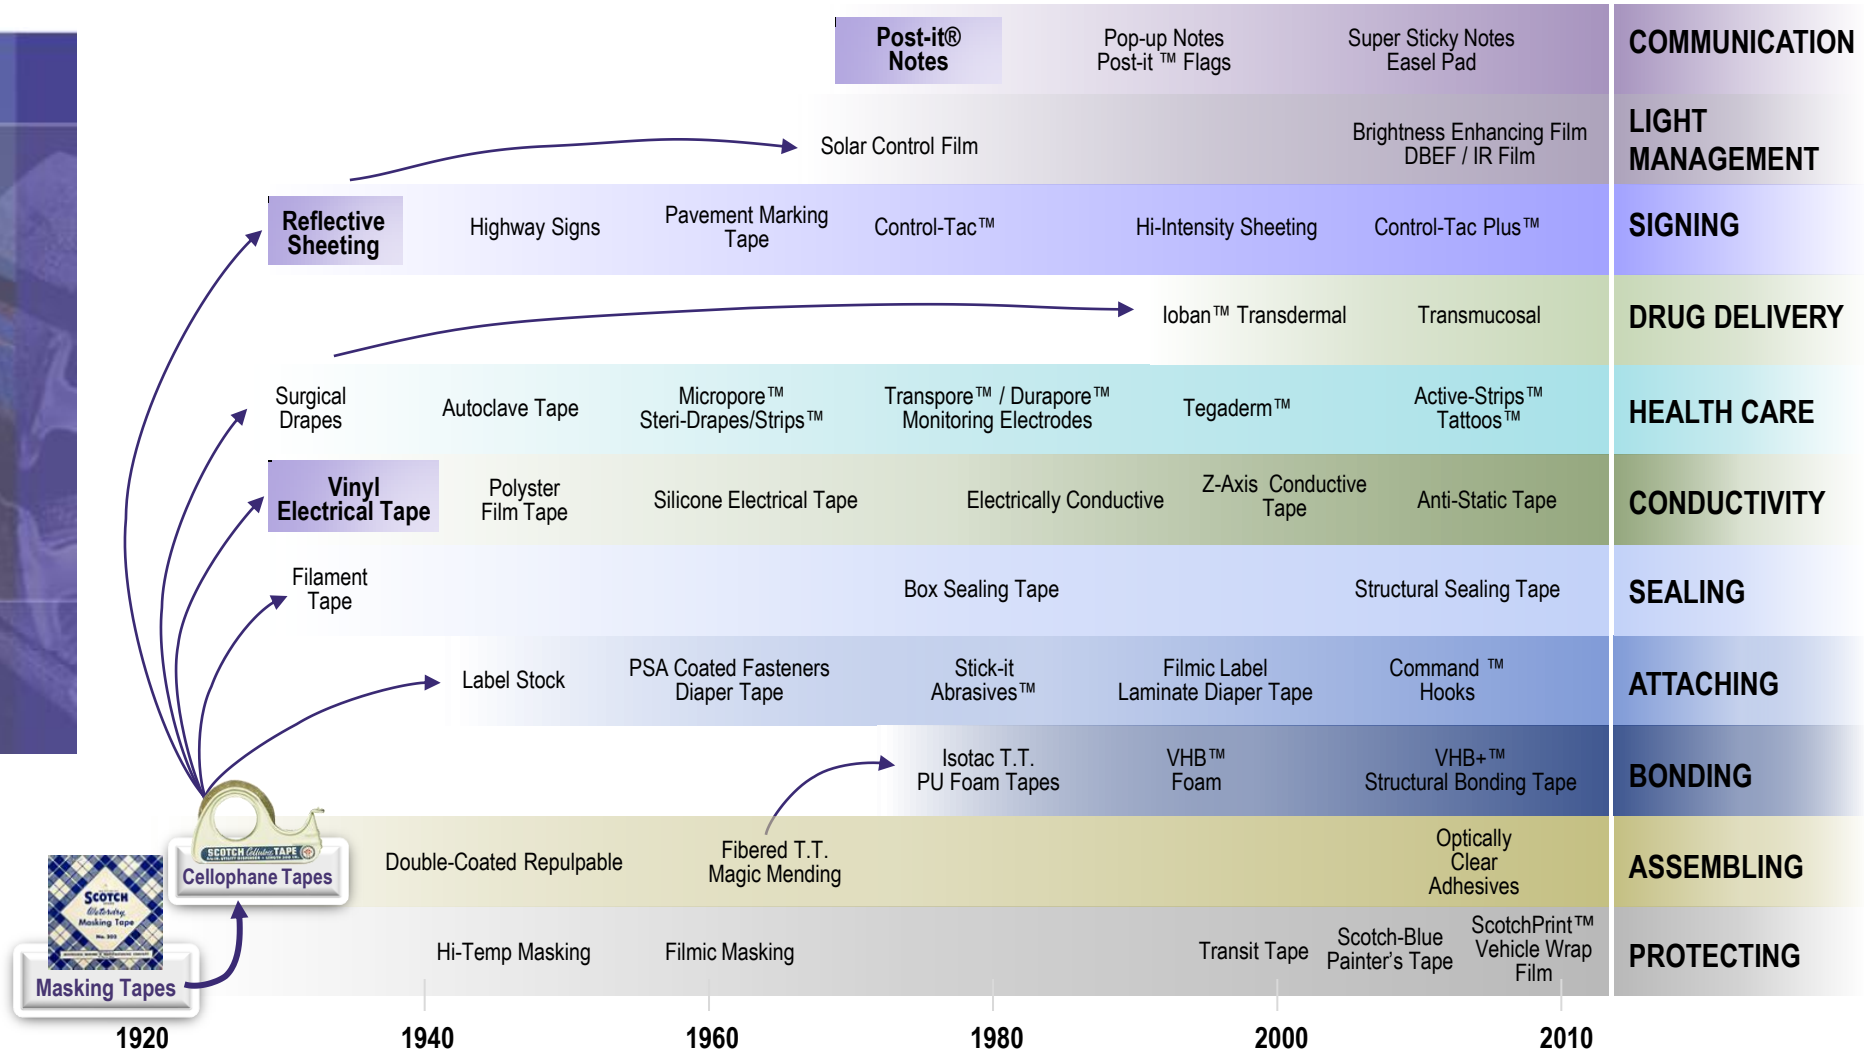 Post-it®
Notes
Pop-up Notes
Post-it ™ Flags
Super Sticky Notes
Easel Pad
COMMUNICATION
Solar Control Film
Brightness Enhancing Film
DBEF / IR Film
LIGHT
MANAGEMENT
Reflective
Sheeting
Highway Signs
Pavement Marking
Tape
Control-Tac™
Hi-Intensity Sheeting
Control-Tac Plus™
SIGNING
Ioban™ Transdermal
Transmucosal
DRUG DELIVERY
Surgical
Drapes
Autoclave Tape
Micropore™
Steri-Drapes/Strips™
Transpore™ / Durapore™
Monitoring Electrodes
Tegaderm™
Active-Strips™
Tattoos™
HEALTH CARE
Vinyl
Electrical Tape
Polyster
Film Tape
Silicone Electrical Tape
Electrically Conductive
Z-Axis Conductive
Tape
Anti-Static Tape
CONDUCTIVITY
Filament
Tape
Box Sealing Tape
Structural Sealing Tape
SEALING
Label Stock
PSA Coated Fasteners
Diaper Tape
Stick-it
Abrasives™
Filmic Label
Laminate Diaper Tape
Command ™
Hooks
ATTACHING
Isotac T.T.
PU Foam Tapes
VHB™
Foam
VHB+™
Structural Bonding Tape
BONDING
SCOTCH Cellulose TAPE
Cellophane Tapes
Double-Coated Repulpable
Fibered T.T.
Magic Mending
Optically
Clear
Adhesives
ASSEMBLING
SCOTCH
Masking Tape
No. 202
Masking Tapes
Hi-Temp Masking
Filmic Masking
Transit Tape
Scotch-Blue
Painter's Tape
ScotchPrint™
Vehicle Wrap
Film
PROTECTING
1920
1940
1960
1980
2000
2010